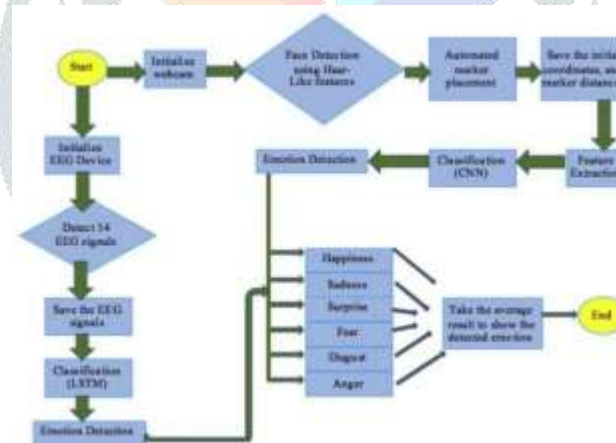 Start
Initialize
webcam
Face Detection
using Haar-
Like features
Automated
marker
placement
Save the initia
coordinates, and
marker distance
Initialize
EEG Device
Emotion Detection
Classification
(CNN)
Feature
Extraction
Detect 14
EEG signals
Happiness
Sadness
Surprise
Fear
Disgust
Anger
Save the EEG
signals
Take the average
result to show the
detected emotion
End
Classification
(LSTM)
Emotion Detection